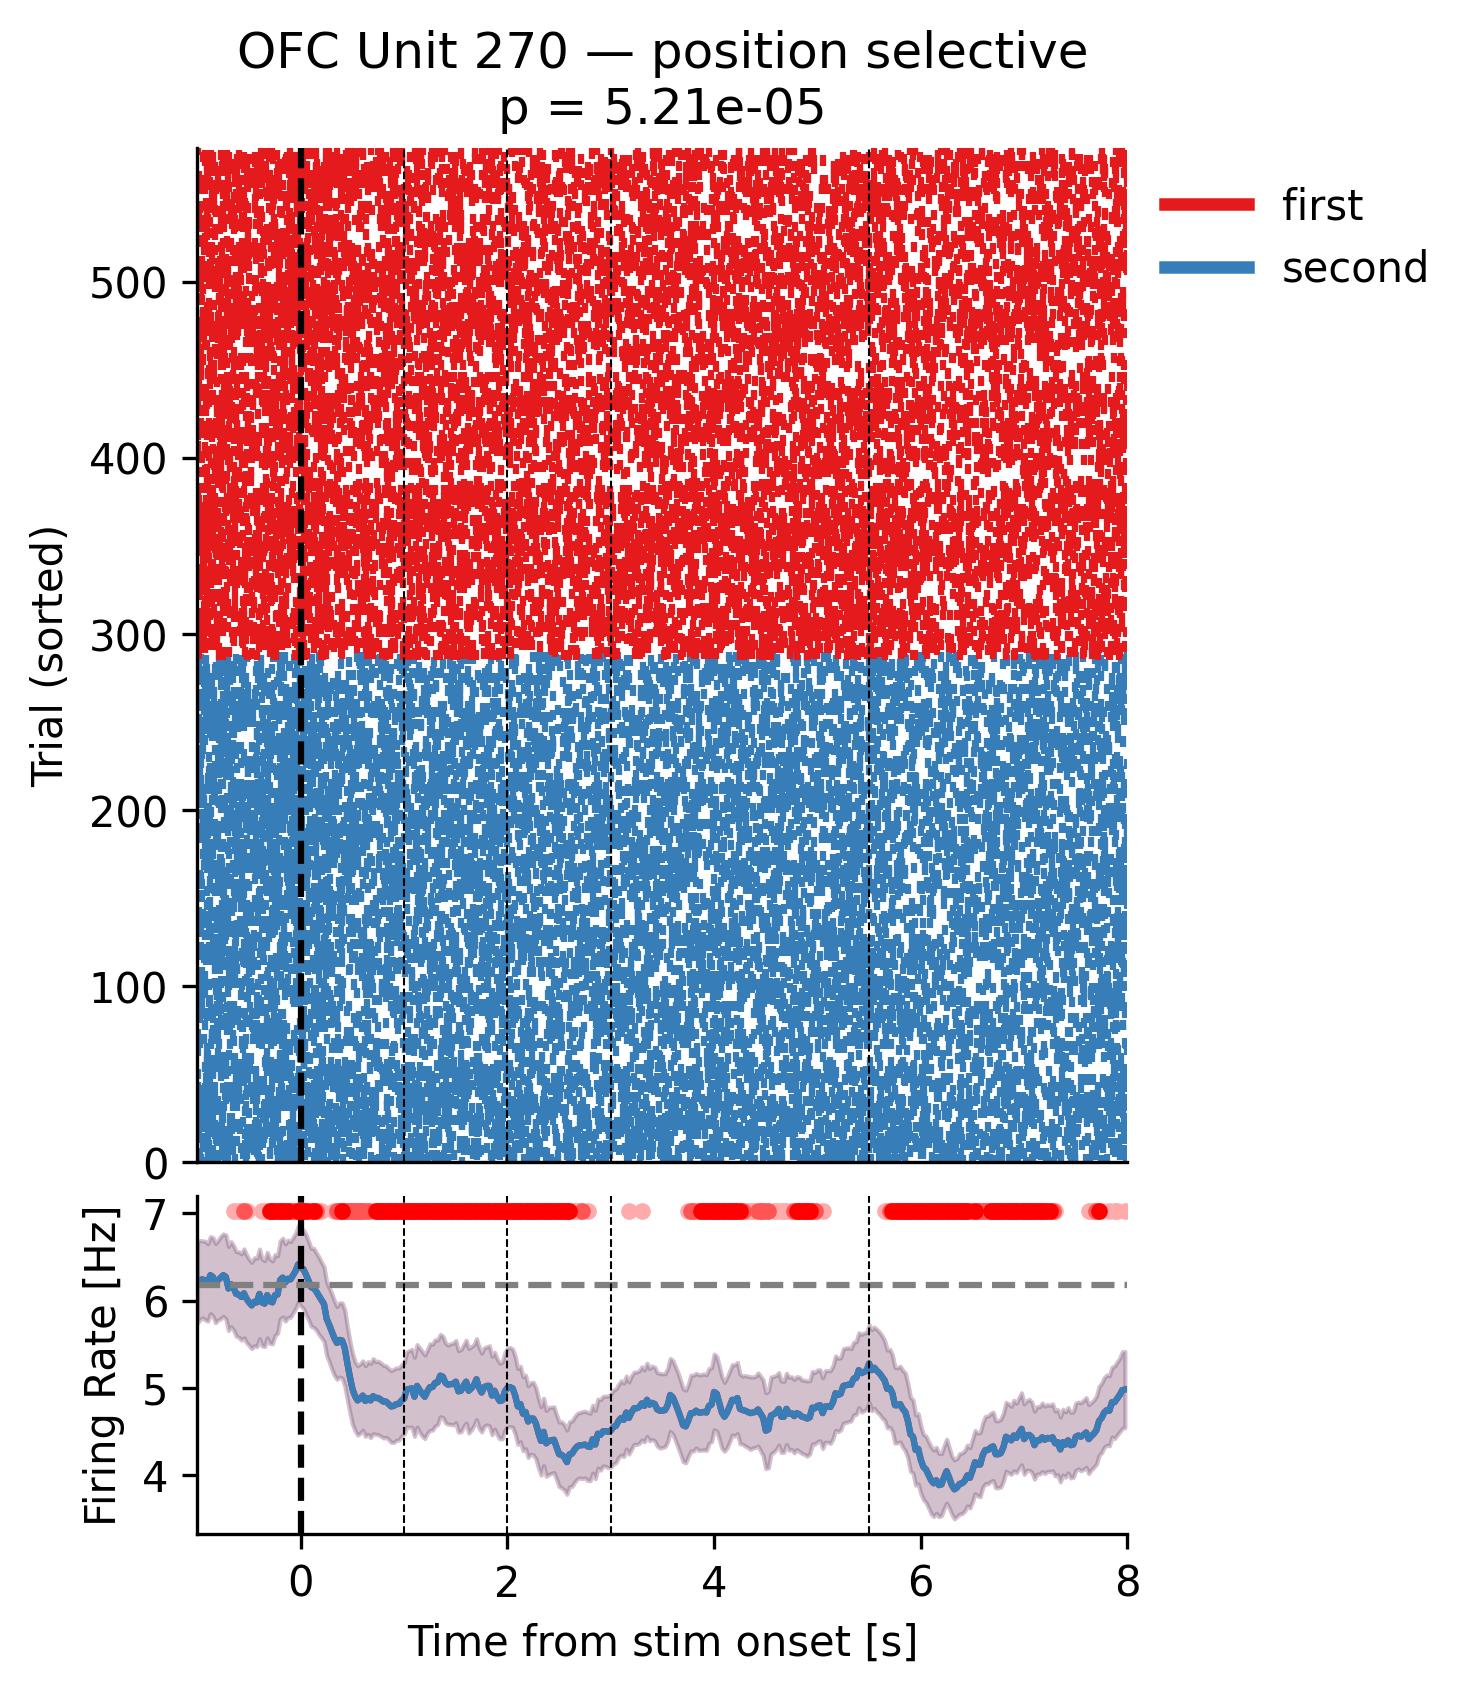 OFC Unit 270 — position selective
p = 5.21e-05
first
second
500
400
300
200
100
0
Trial (sorted)
7
6
5
4
Firing Rate [Hz]
0 2 4 6 8
Time from stim onset [s]